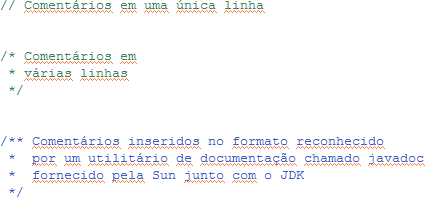 // Comentários em uma única linha
/* Comentários em
* várias linhas
*/
/** Comentários inseridos no formato reconhecido
* por um utilitário de documentação chamado javadoc
* fornecido pela Sun junto com o JDK
*/